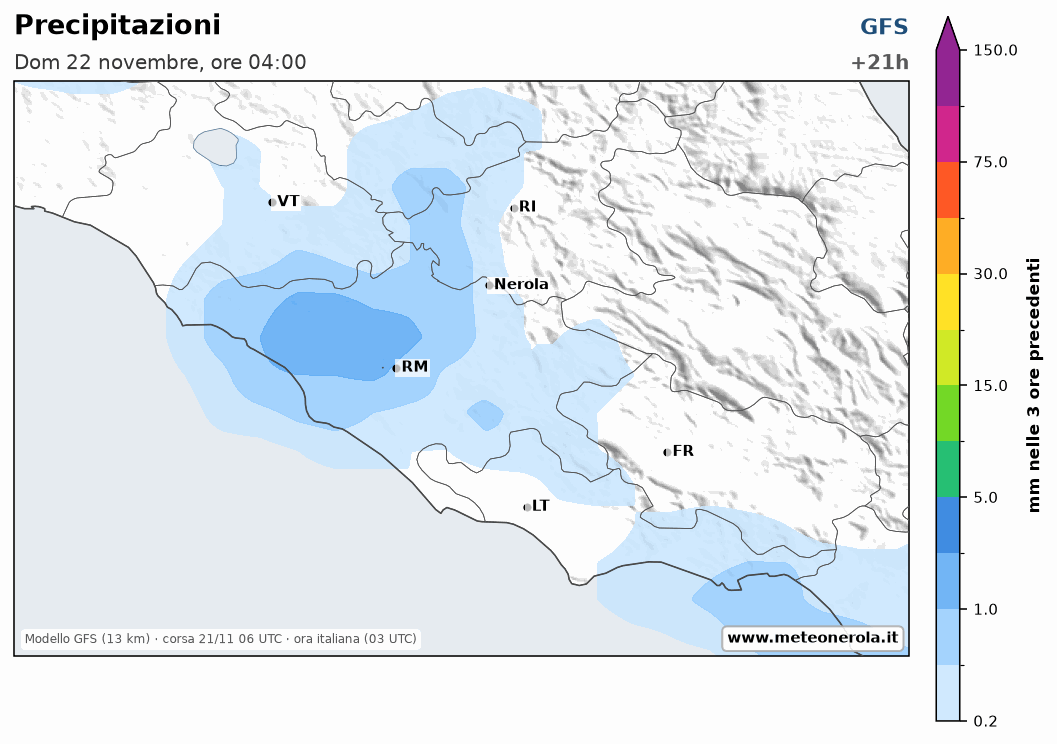 Precipitazioni
GFS
Dom 22 novembre, ore 04:00
+21h
150.0
75.0
30.0
15.0
5.0
1.0
0.2
mm nelle 3 ore precedenti
VT
RI
Nerola
RM
FR
LT
Modello GFS (13 km) · corsa 21/11 06 UTC · ora italiana (03 UTC)
www.meteonerola.it